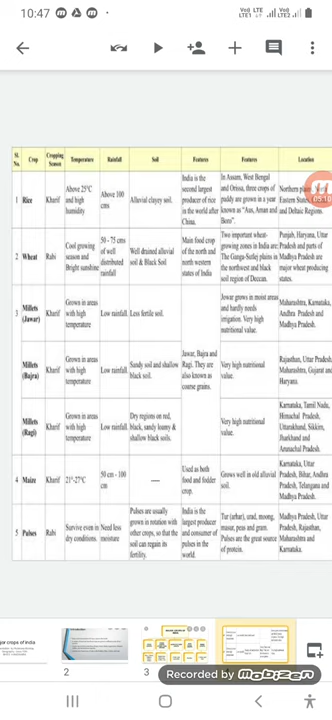 10:47
Vo)) LTE
LTE1
Vo))
LTE2
Sl. No. Crop Cropping Season Temperature Rainfall Soil Features Features Location
1 Rice Kharif Above 25°C and high humidity Above 100 cms Alluvial clayey soil. India is the second largest producer of rice in the world after China. In Assam, West Bengal and Orissa, three crops of paddy are grown in a year known as "Aus, Aman and Boro". Northern plains, Eastern States, and Deltaic Regions.
2 Wheat Rabi Cool growing season and Bright sunshine 50 - 75 cms of well distributed rainfall Well drained alluvial soil & Black Soil Main food crop of the north and north western states of India Two important wheat-growing zones in India are: The Ganga-Sutlej plains in the northwest and black soil region of Deccan. Punjab, Haryana, Uttar Pradesh and parts of Madhya Pradesh are major wheat producing states.
3 Millets (Jawar) Kharif Grown in areas with high temperature Low rainfall. Less fertile soil. Jowar grows in moist areas and hardly needs irrigation. Very high nutritional value. Maharashtra, Karnataka, Andhra Pradesh and Madhya Pradesh.
Millets (Bajra) Kharif Grown in areas with high temperature Low rainfall. Sandy soil and shallow black soil. Jawar, Bajra and Ragi. They are also known as coarse grains. Very high nutritional value. Rajasthan, Uttar Pradesh, Maharashtra, Gujarat and Haryana.
Millets (Ragi) Kharif Grown in areas with high temperature Low rainfall. Dry regions on red, black, sandy loamy & shallow black soils. Very high nutritional value. Karnataka, Tamil Nadu, Himachal Pradesh, Uttarakhand, Sikkim, Jharkhand and Arunachal Pradesh.
4 Maize Kharif 21°-27°C 50 cm - 100 cm — Used as both food and fodder crop. Grows well in old alluvial soil. Karnataka, Uttar Pradesh, Bihar, Andhra Pradesh, Telangana and Madhya Pradesh.
5 Pulses Rabi Survive even in dry conditions. Need less moisture Pulses are usually grown in rotation with other crops, so that the soil can regain its fertility. India is the largest producer and consumer of pulses in the world. Tur (arhar), urad, moong, masur, peas and gram. Pulses are the great source of protein. Madhya Pradesh, Uttar Pradesh, Rajasthan, Maharashtra and Karnataka.
jor crops of india
2
3
Recorded by mobizen